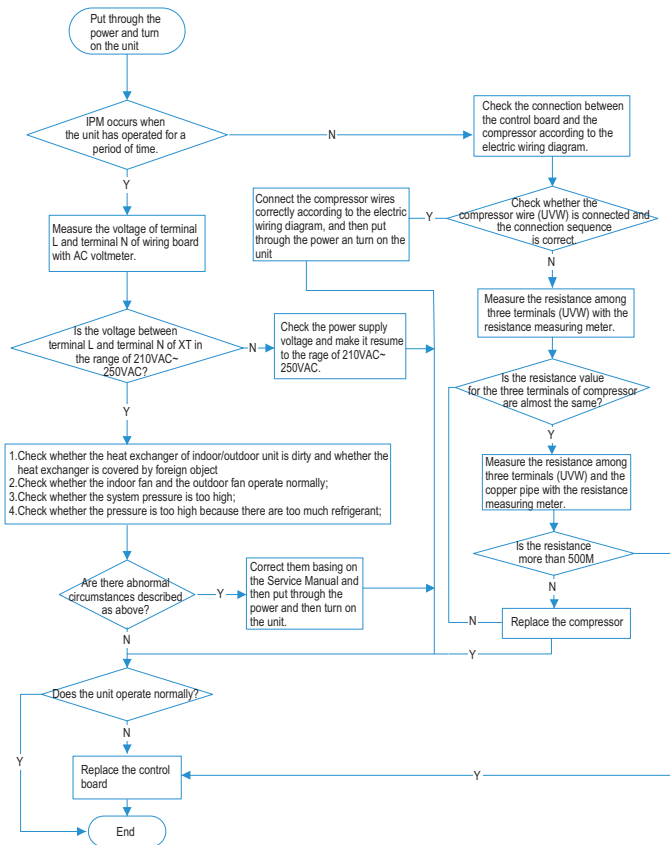 Put through the
power and turn
on the unit
IPM occurs when
the unit has operated for a
period of time.
N
Check the connection between
the control board and the
compressor according to the
electric wiring diagram.
Y
Measure the voltage of terminal
L and terminal N of wiring board
with AC voltmeter.
Connect the compressor wires
correctly according to the electric
wiring diagram, and then put
through the power an turn on the
unit
Y
Check whether the
compressor wire (UVW) is connected and
the connection sequence
is correct.
N
Measure the resistance among
three terminals (UVW) with the
resistance measuring meter.
Is the voltage between
terminal L and terminal N of XT in
the range of 210VAC~
250VAC?
N
Check the power supply
voltage and make it resume
to the rage of 210VAC~
250VAC.
Is the resistance value
for the three terminals of compressor
are almost the same?
Y
Y
1.Check whether the heat exchanger of indoor/outdoor unit is dirty and whether the
heat exchanger is covered by foreign object
2.Check whether the indoor fan and the outdoor fan operate normally;
3.Check whether the system pressure is too high;
4.Check whether the pressure is too high because there are too much refrigerant;
Measure the resistance among
three terminals (UVW) and the
copper pipe with the resistance
measuring meter.
Is the resistance
more than 500M
N
Are there abnormal
circumstances described
as above?
Y
Correct them basing on
the Service Manual and
then put through the
power and then turn on
the unit.
N
Replace the compressor
N
Y
Does the unit operate normally?
N
Y
Replace the control
board
Y
End